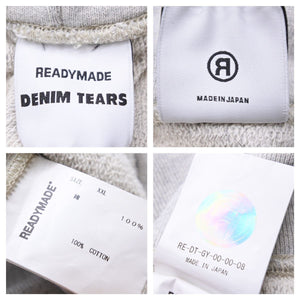 READYMADE
DENIM TEARS
R
MADE IN JAPAN
READYMADE
SIZE XXL
綿 100%
100% COTTON
RE-DT-GY-00-00-08
MADE IN JAPAN